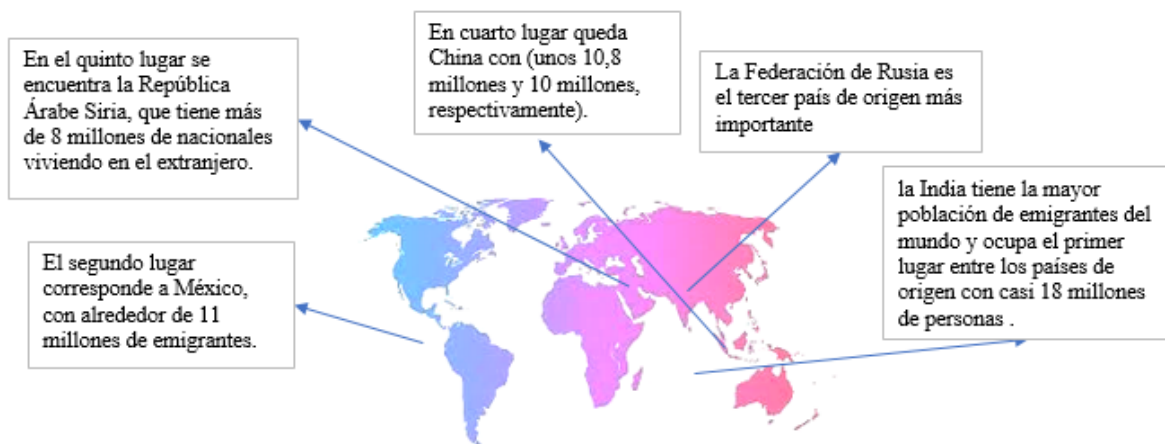 En el quinto lugar se
encuentra la República
Árabe Siria, que tiene más
de 8 millones de nacionales
viviendo en el extranjero.
En cuarto lugar queda
China con (unos 10,8
millones y 10 millones,
respectivamente).
La Federación de Rusia es
el tercer país de origen más
importante
la India tiene la mayor
población de emigrantes del
mundo y ocupa el primer
lugar entre los países de
origen con casi 18 millones
de personas .
El segundo lugar
corresponde a México,
con alrededor de 11
millones de emigrantes.